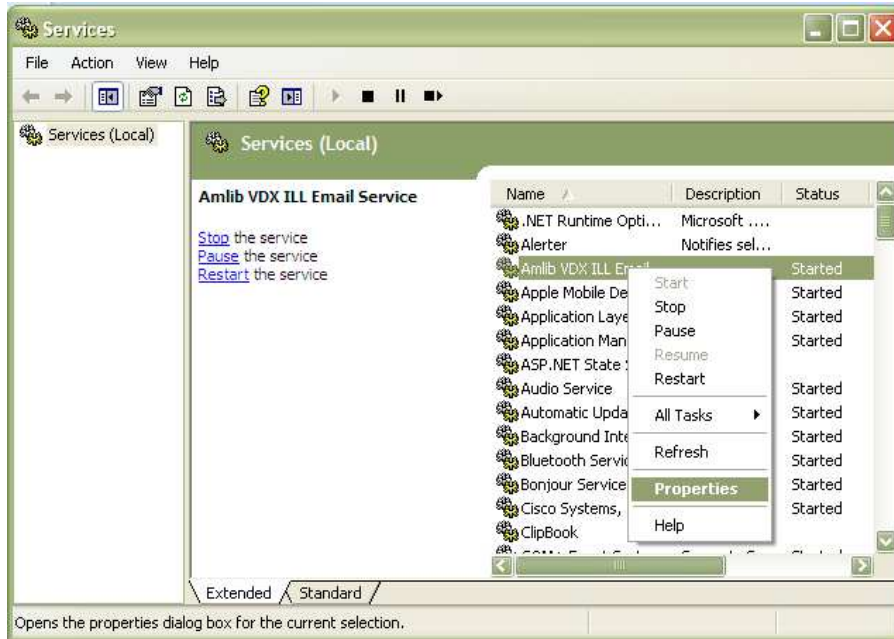 Services
File Action View Help
Services (Local)
Services (Local)
Amlib VDX ILL Email Service
Stop the service
Pause the service
Restart the service
Name Description Status
.NET Runtime Opti... Microsoft ....
Alerter Notifies sel...
Amlib VDX ILL Email Started
Apple Mobile De Started
Application Laye Started
Application Man Started
ASP.NET State
Audio Service Started
Automatic Upda Started
Background Inte Started
Bluetooth Servic Started
Bonjour Service Started
Cisco Systems, Started
ClipBook
Start
Stop
Pause
Resume
Restart
All Tasks
Refresh
Properties
Help
Extended Standard
Opens the properties dialog box for the current selection.